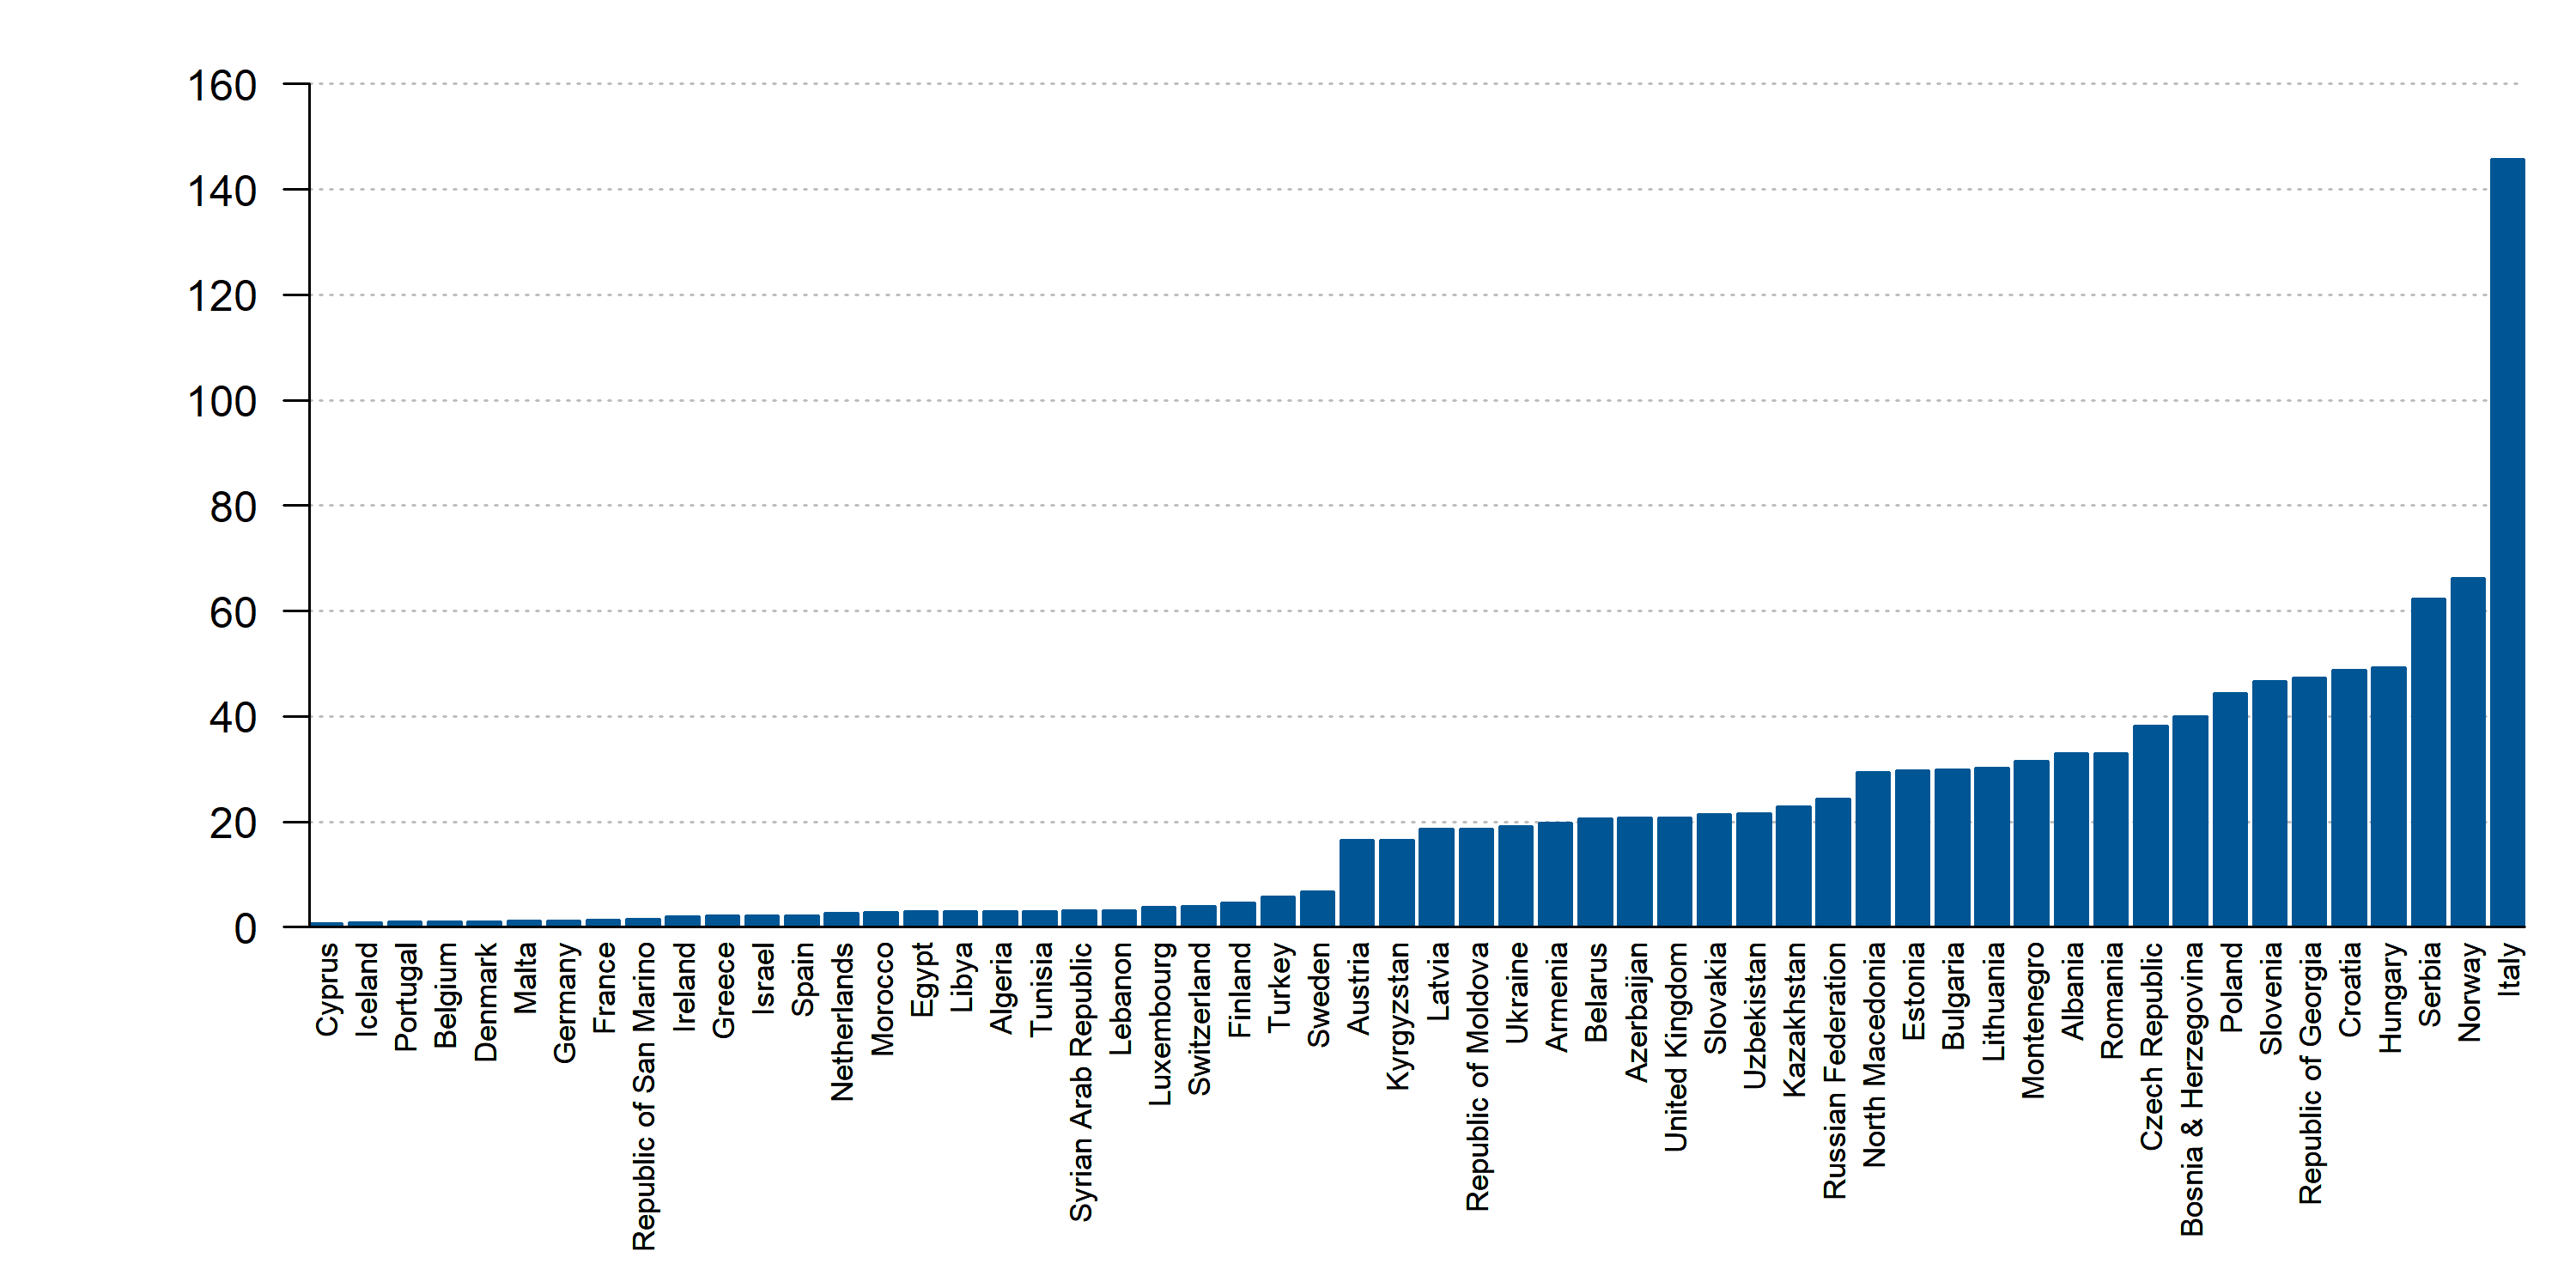 160
140
120
100
80
60
40
20
0
Cyprus
Iceland
Portugal
Belgium
Denmark
Malta
Germany
France
Republic of San Marino
Ireland
Greece
Israel
Spain
Netherlands
Morocco
Egypt
Libya
Algeria
Tunisia
Syrian Arab Republic
Lebanon
Luxembourg
Switzerland
Finland
Turkey
Sweden
Austria
Kyrgyzstan
Latvia
Republic of Moldova
Ukraine
Armenia
Belarus
Azerbaijan
United Kingdom
Slovakia
Uzbekistan
Kazakhstan
Russian Federation
North Macedonia
Estonia
Bulgaria
Lithuania
Montenegro
Albania
Romania
Czech Republic
Bosnia & Herzegovina
Poland
Slovenia
Republic of Georgia
Croatia
Hungary
Serbia
Norway
Italy